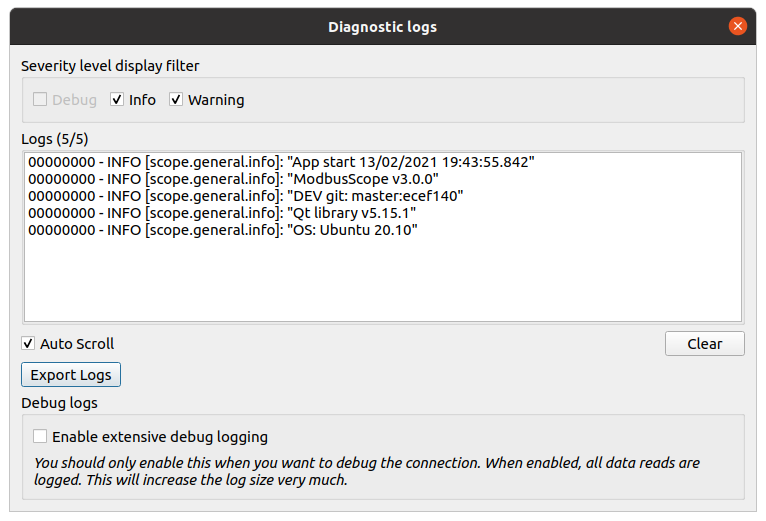 Diagnostic logs
Severity level display filter
Debug Info Warning
Logs (5/5)
00000000 - INFO [scope.general.info]: "App start 13/02/2021 19:43:55.842"
00000000 - INFO [scope.general.info]: "ModbusScope v3.0.0"
00000000 - INFO [scope.general.info]: "DEV git: master:ecef140"
00000000 - INFO [scope.general.info]: "Qt library v5.15.1"
00000000 - INFO [scope.general.info]: "OS: Ubuntu 20.10"
Auto Scroll Clear
Export Logs
Debug logs
Enable extensive debug logging
You should only enable this when you want to debug the connection. When enabled, all data reads are
logged. This will increase the log size very much.